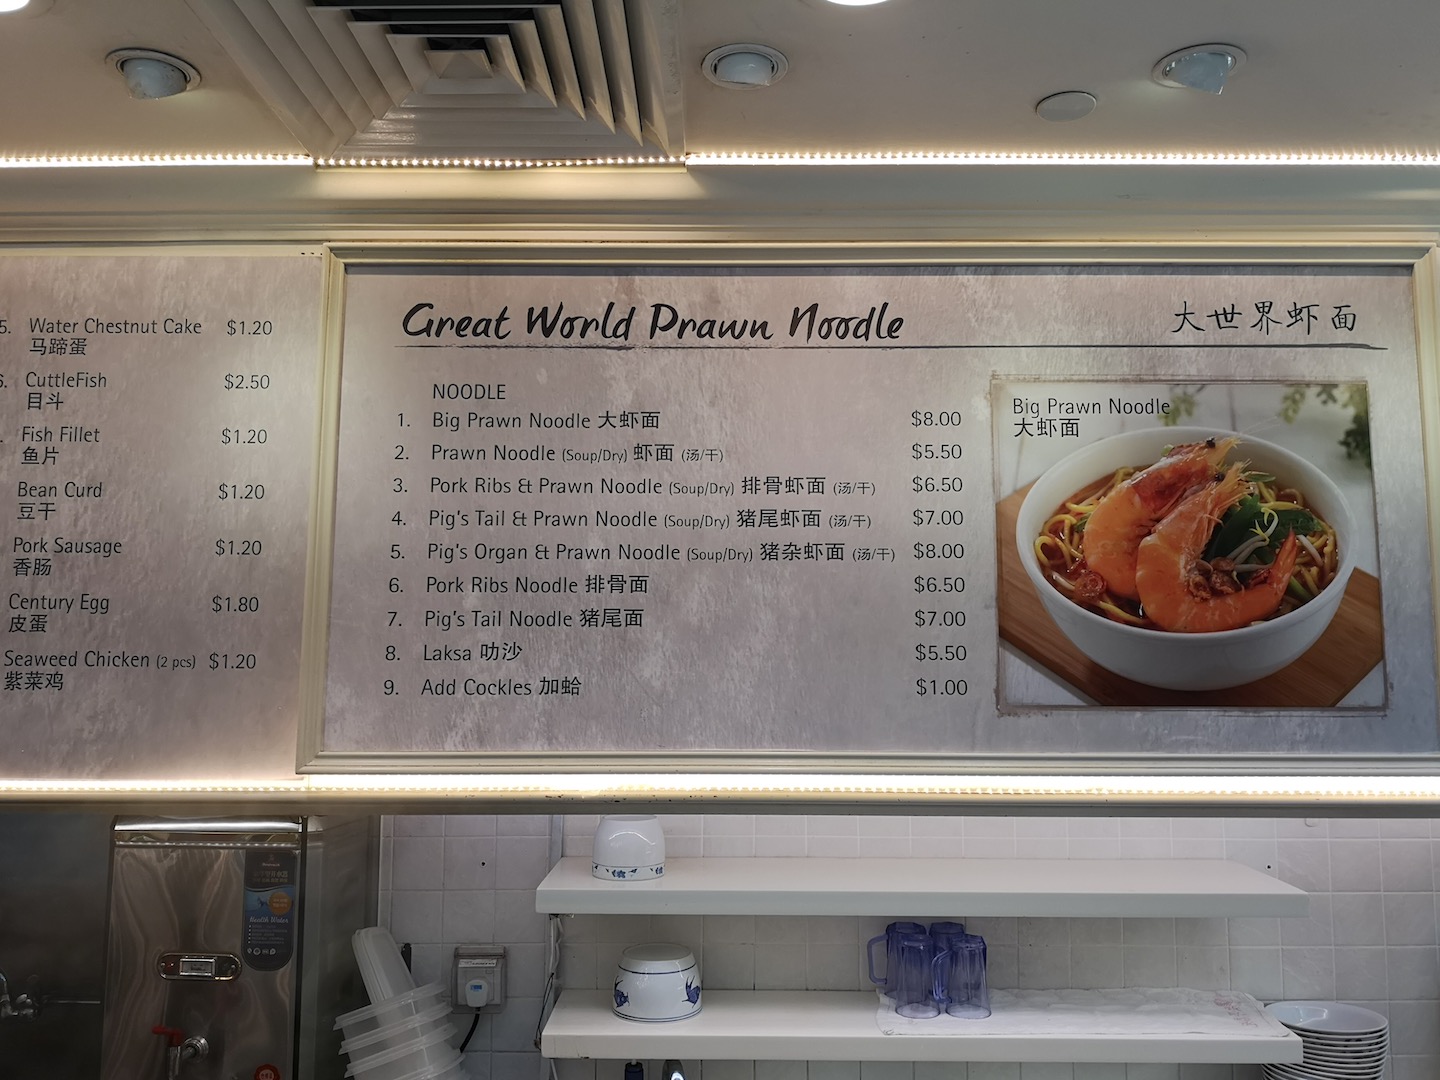 5. Water Chestnut Cake $1.20
马蹄蛋
CuttleFish $2.50
目斗
Fish Fillet $1.20
鱼片
Bean Curd $1.20
豆干
Pork Sausage $1.20
香肠
Century Egg $1.80
皮蛋
Seaweed Chicken (2 pcs) $1.20
紫菜鸡
Great World Prawn Noodle 大世界虾面
NOODLE
1. Big Prawn Noodle 大虾面 $8.00
2. Prawn Noodle (Soup/Dry) 虾面 (汤/干) $5.50
3. Pork Ribs & Prawn Noodle (Soup/Dry) 排骨虾面 (汤/干) $6.50
4. Pig's Tail & Prawn Noodle (Soup/Dry) 猪尾虾面 (汤/干) $7.00
5. Pig's Organ & Prawn Noodle (Soup/Dry) 猪杂虾面 (汤/干) $8.00
6. Pork Ribs Noodle 排骨面 $6.50
7. Pig's Tail Noodle 猪尾面 $7.00
8. Laksa 叻沙 $5.50
9. Add Cockles 加蛤 $1.00
Big Prawn Noodle
大虾面
Health Water